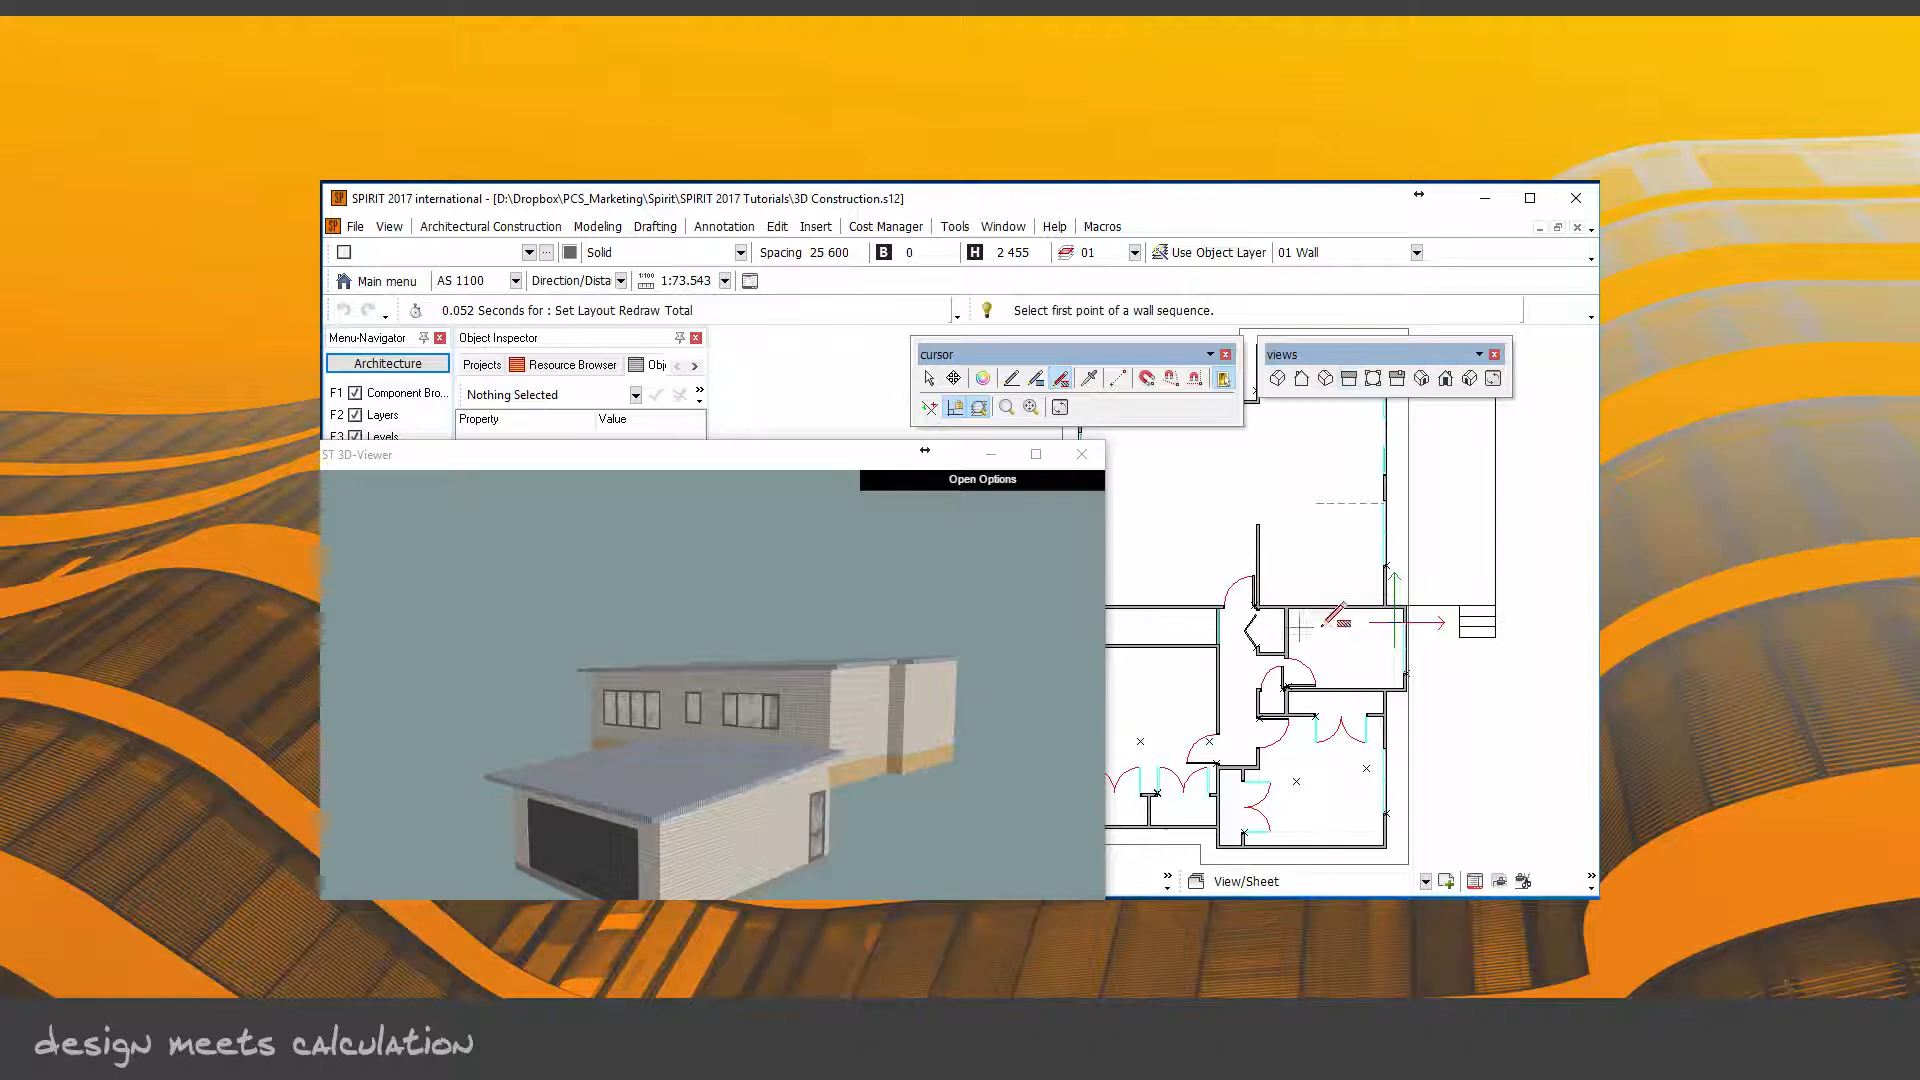 SPIRIT 2017 international - [D:\Dropbox\PCS_Marketing\Spirit\SPIRIT 2017 Tutorials\3D Construction.s12]
File View Architectural Construction Modeling Drafting Annotation Edit Insert Cost Manager Tools Window Help Macros
Solid Spacing 25 600 B 0 H 2 455 01 Use Object Layer 01 Wall
Main menu AS 1100 Direction/Dista 1:100 1:73.543
0.052 Seconds for : Set Layout Redraw Total Select first point of a wall sequence.
Menu-Navigator Object Inspector
cursor views
Architecture Projects Resource Browser Obj
F1 Component Bro... Nothing Selected
F2 Layers Property Value
F3 Levels
ST 3D-Viewer
Open Options
View/Sheet
design meets calculation